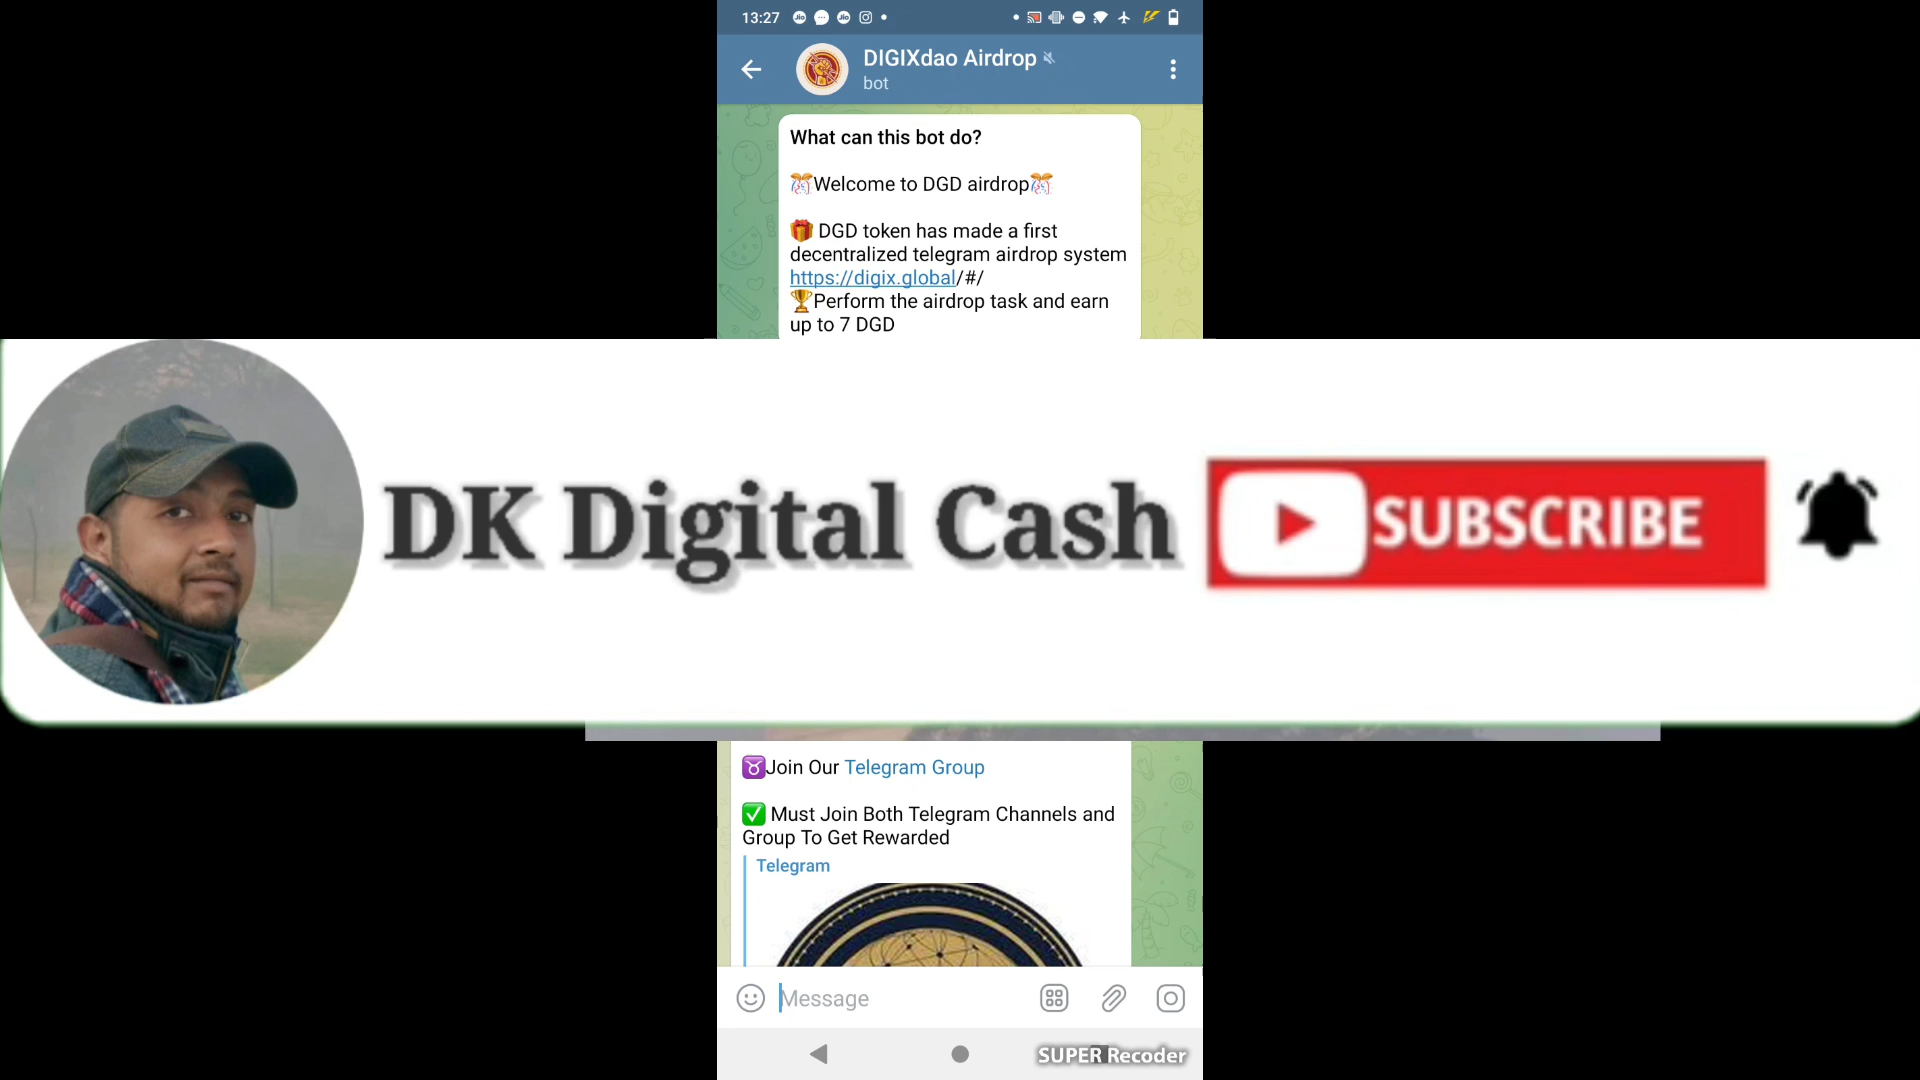 13:27
DIGIXdao Airdrop
bot
What can this bot do?
Welcome to DGD airdrop
DGD token has made a first
decentralized telegram airdrop system
https://digix.global/#/
Perform the airdrop task and earn
up to 7 DGD
DK Digital Cash
SUBSCRIBE
Join Our Telegram Group
Must Join Both Telegram Channels and
Group To Get Rewarded
Telegram
Message
SUPER Recoder